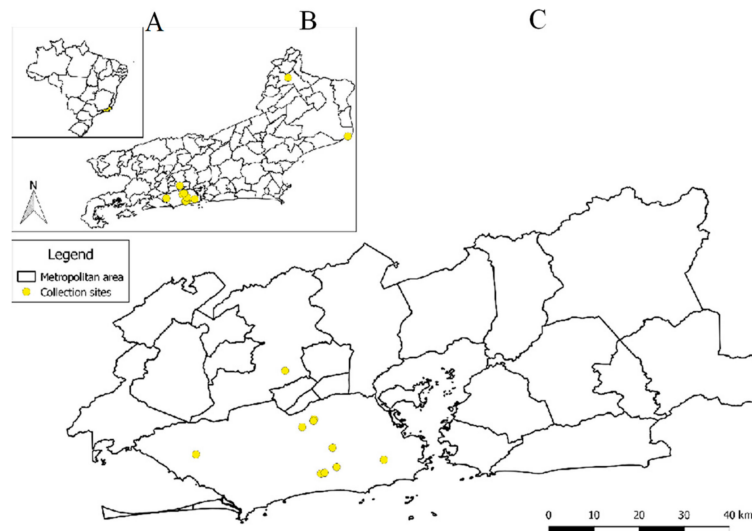 A
B
C
N
Legend
Metropolitan area
Collection sites
0 10 20 30 40 km